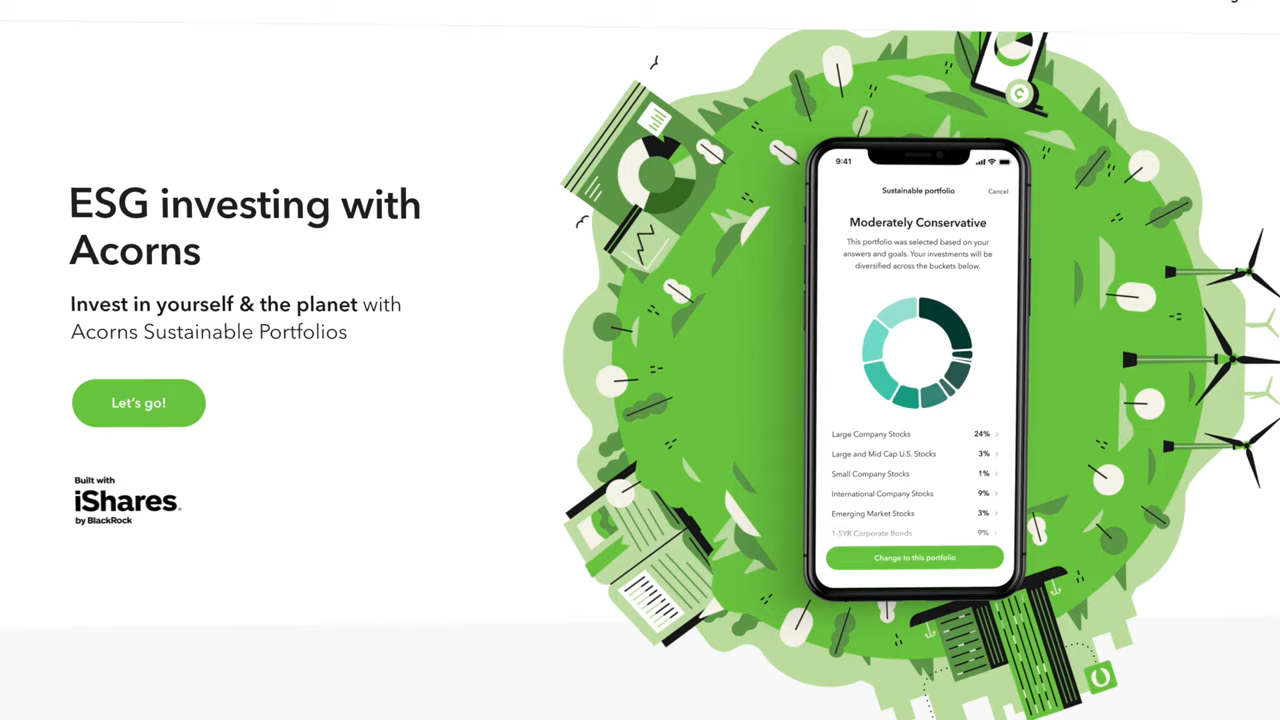 ESG investing with
Acorns
Invest in yourself & the planet with
Acorns Sustainable Portfolios
Let's go!
Built with
iShares.
by BlackRock
9:41
Sustainable portfolio
Cancel
Moderately Conservative
This portfolio was selected based on your
answers and goals. Your investments will be
diversified across the buckets below.
Large Company Stocks 24%
Large and Mid Cap U.S. Stocks 3%
Small Company Stocks 1%
International Company Stocks 9%
Emerging Market Stocks 3%
1-5YR Corporate Bonds 9%
Change to this portfolio